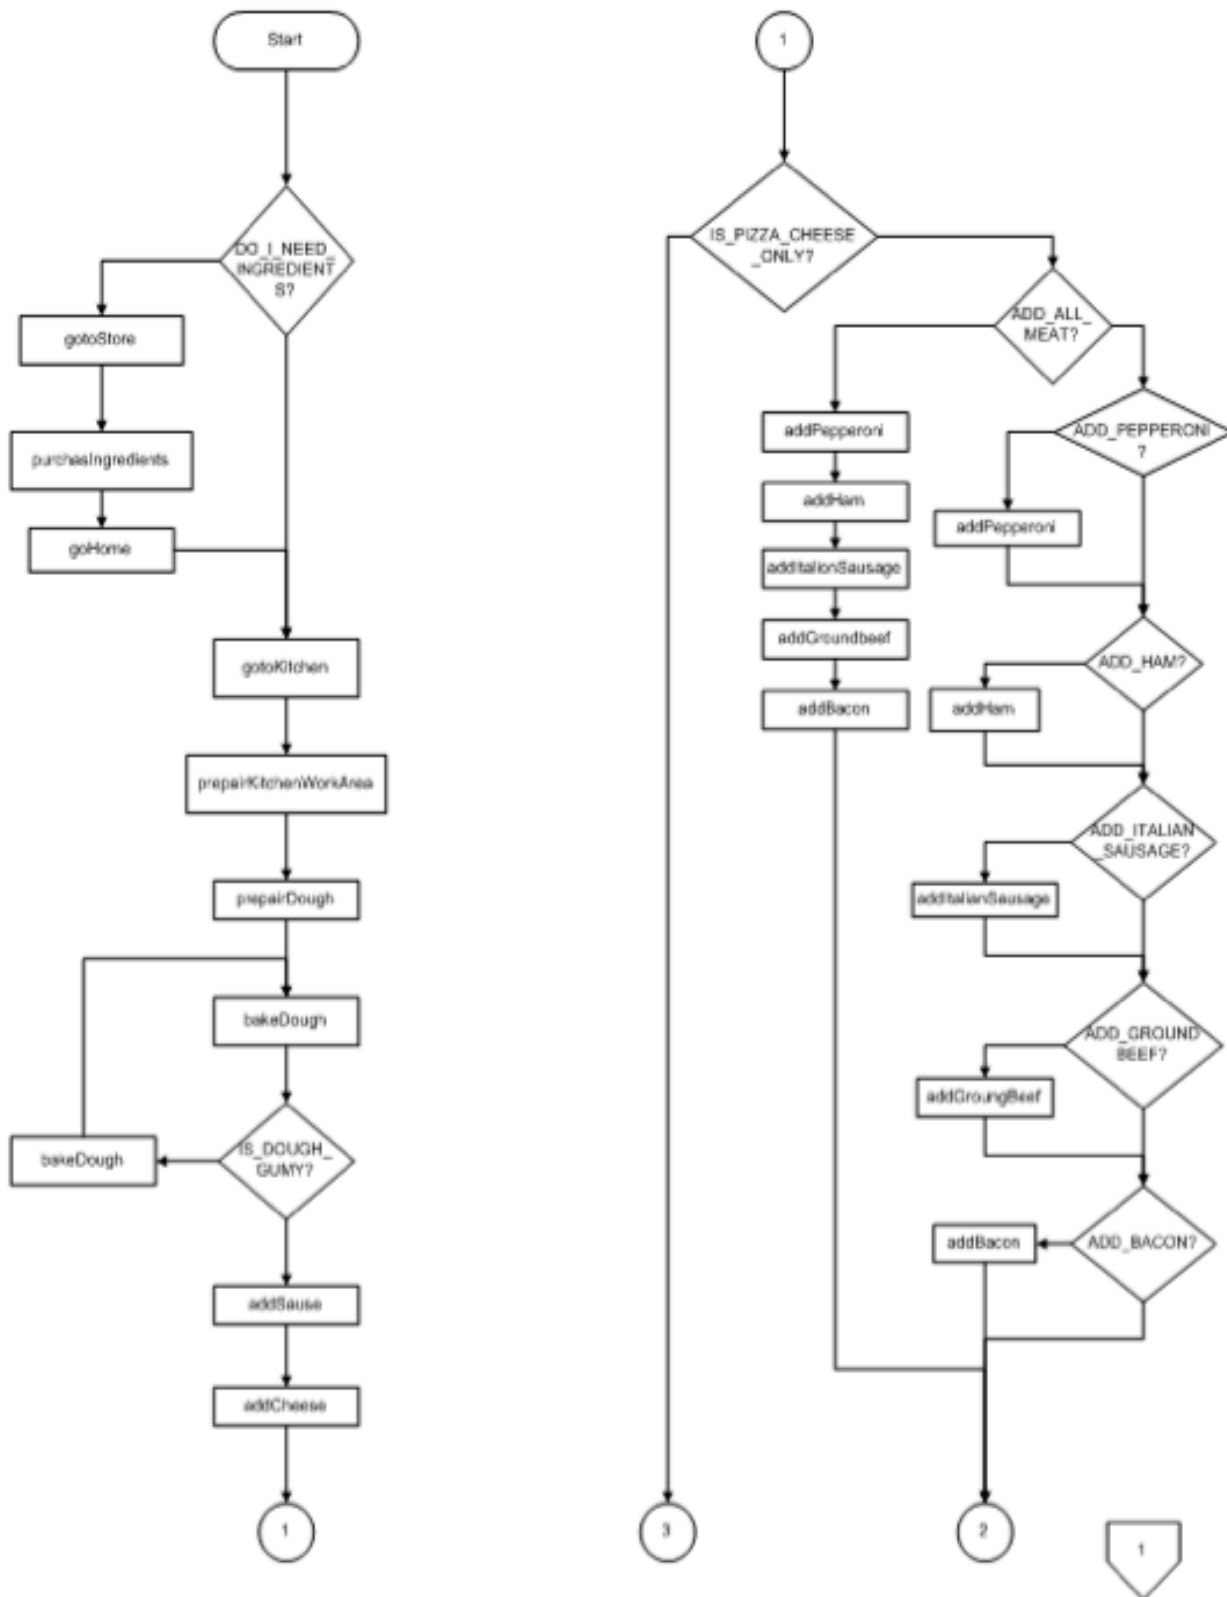 Start
DO_I_NEED_
INGREDIENT
S?
gotoStore
purchasIngredients
goHome
gotoKitchen
prepairKitchenWorkArea
prepairDough
bakeDough
IS_DOUGH_
GUMY?
bakeDough
addSause
addCheese
1
1
IS_PIZZA_CHEESE
_ONLY?
ADD_ALL_
MEAT?
addPepperoni
addHam
addItalionSausage
addGroundbeef
addBacon
ADD_PEPPERONI
?
addPepperoni
ADD_HAM?
addHam
ADD_ITALIAN
_SAUSAGE?
addItalianSausage
ADD_GROUND
BEEF?
addGroungBeef
ADD_BACON?
addBacon
3
2
1